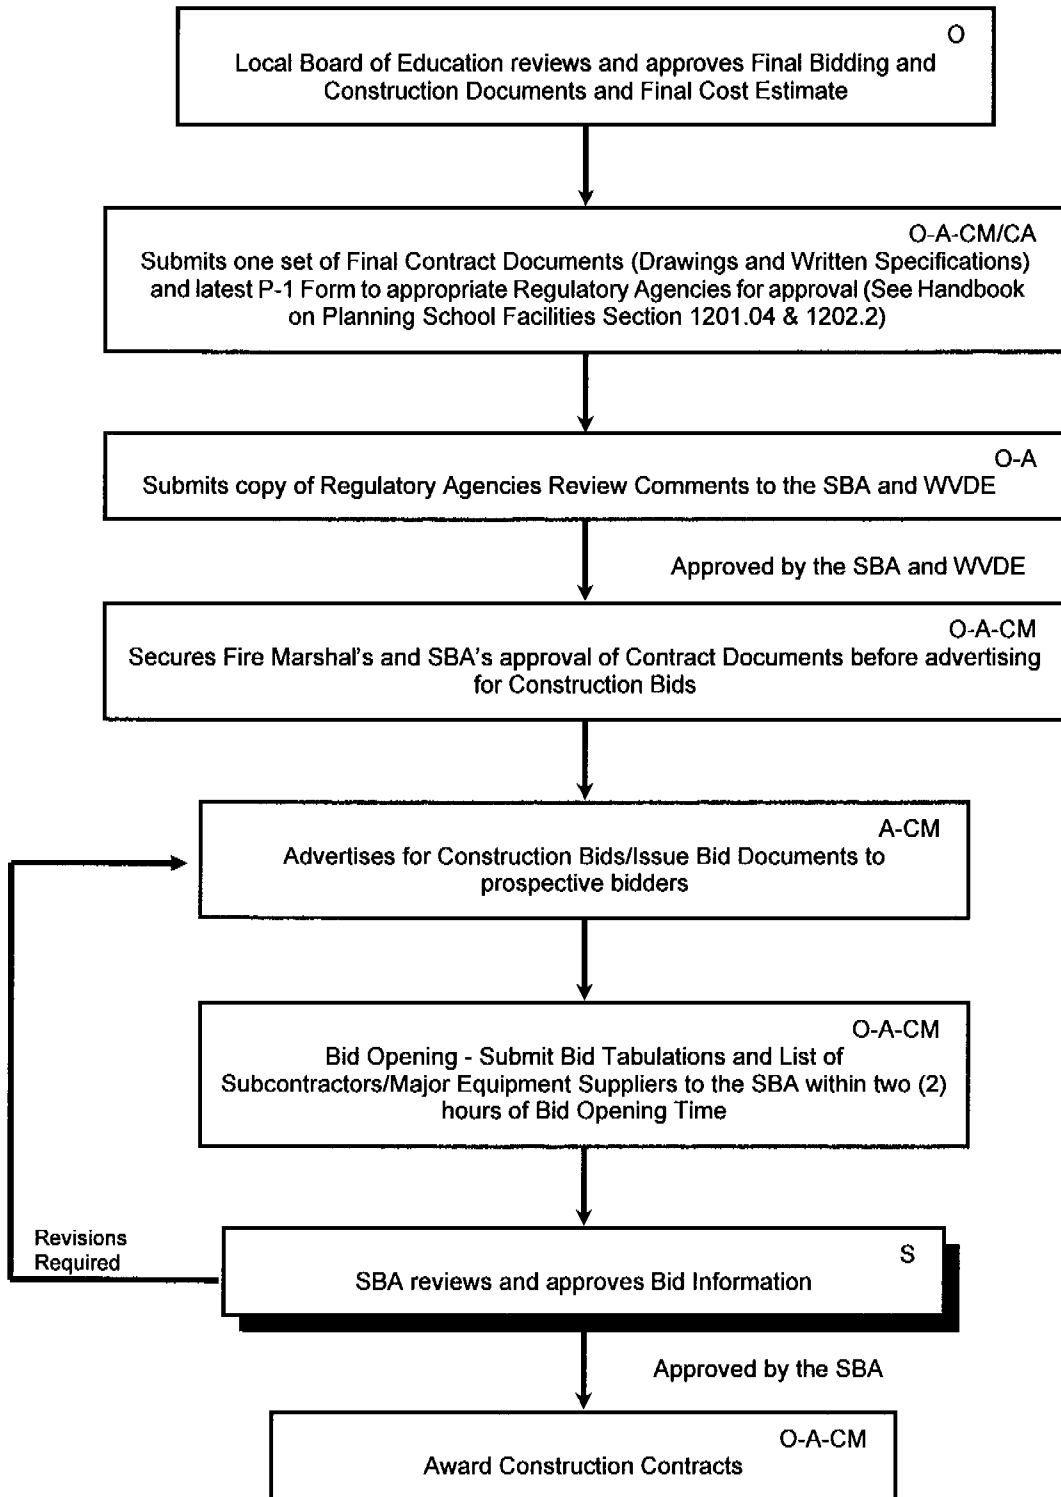 O
Local Board of Education reviews and approves Final Bidding and
Construction Documents and Final Cost Estimate
O-A-CM/CA
Submits one set of Final Contract Documents (Drawings and Written Specifications)
and latest P-1 Form to appropriate Regulatory Agencies for approval (See Handbook
on Planning School Facilities Section 1201.04 & 1202.2)
O-A
Submits copy of Regulatory Agencies Review Comments to the SBA and WVDE
Approved by the SBA and WVDE
O-A-CM
Secures Fire Marshal's and SBA's approval of Contract Documents before advertising
for Construction Bids
A-CM
Advertises for Construction Bids/Issue Bid Documents to
prospective bidders
O-A-CM
Bid Opening - Submit Bid Tabulations and List of
Subcontractors/Major Equipment Suppliers to the SBA within two (2)
hours of Bid Opening Time
Revisions
Required
S
SBA reviews and approves Bid Information
Approved by the SBA
O-A-CM
Award Construction Contracts